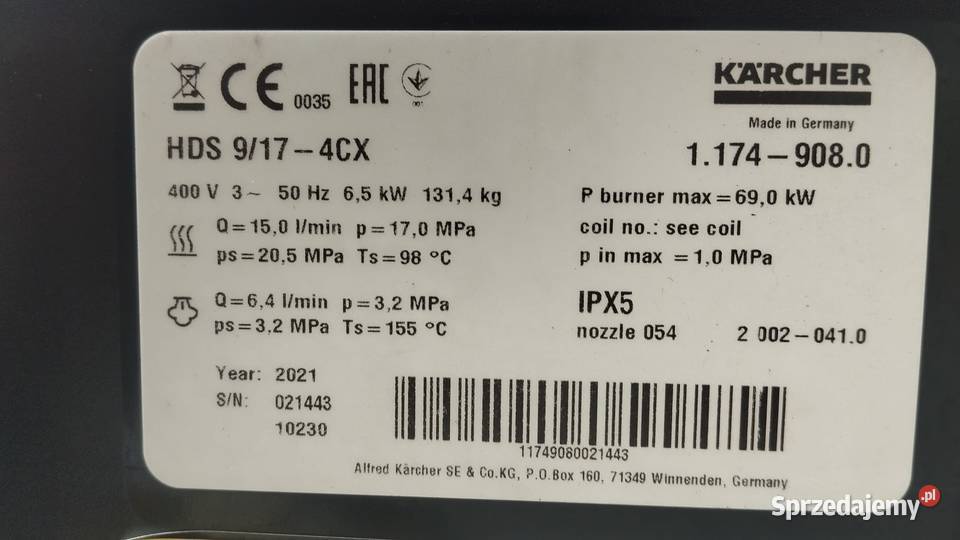 CE 0035 EAC
KÄRCHER
Made in Germany
HDS 9/17-4CX
1.174-908.0
400 V 3~ 50 Hz 6,5 kW 131,4 kg
P burner max=69,0 kW
Q=15,0 l/min p=17,0 MPa
coil no.: see coil
ps=20,5 MPa Ts=98 °C
p in max =1,0 MPa
Q=6,4 l/min p=3,2 MPa
IPX5
ps=3,2 MPa Ts=155 °C
nozzle 054 2 002-041.0
Year: 2021
S/N: 021443
10230
11749080021443
Alfred Kärcher SE & Co.KG, P.O.Box 160, 71349 Winnenden, Germany
Sprzedajemy.pl